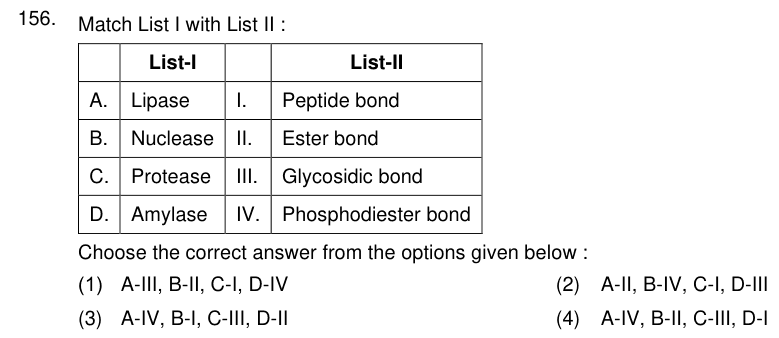 156. Match List I with List II :
List-I List-II
A. Lipase I. Peptide bond
B. Nuclease II. Ester bond
C. Protease III. Glycosidic bond
D. Amylase IV. Phosphodiester bond
Choose the correct answer from the options given below :
(1) A-III, B-II, C-I, D-IV (2) A-II, B-IV, C-I, D-III
(3) A-IV, B-I, C-III, D-II (4) A-IV, B-II, C-III, D-I